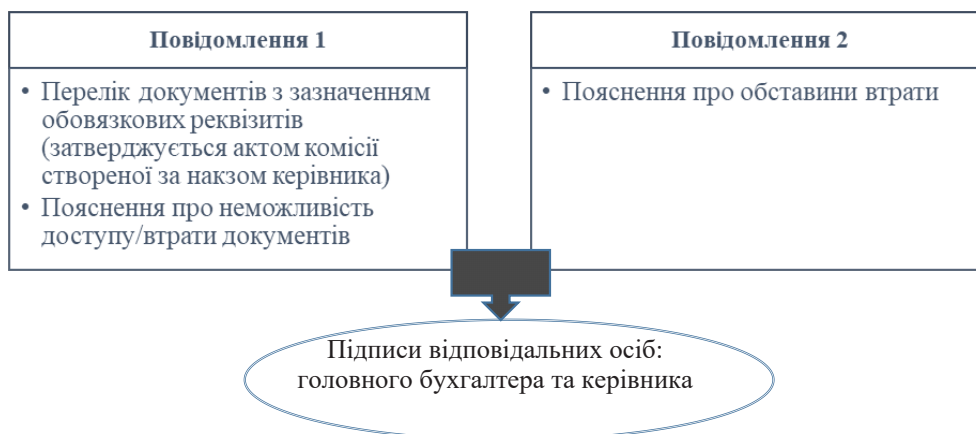 Повідомлення 1
• Перелік документів з зазначенням
обовязкових реквізитів
(затверджується актом комісії
створеної за накзом керівника)
• Пояснення про неможливість
доступу/втрати документів
Повідомлення 2
• Пояснення про обставини втрати
Підписи відповідальних осіб:
головного бухгалтера та керівника